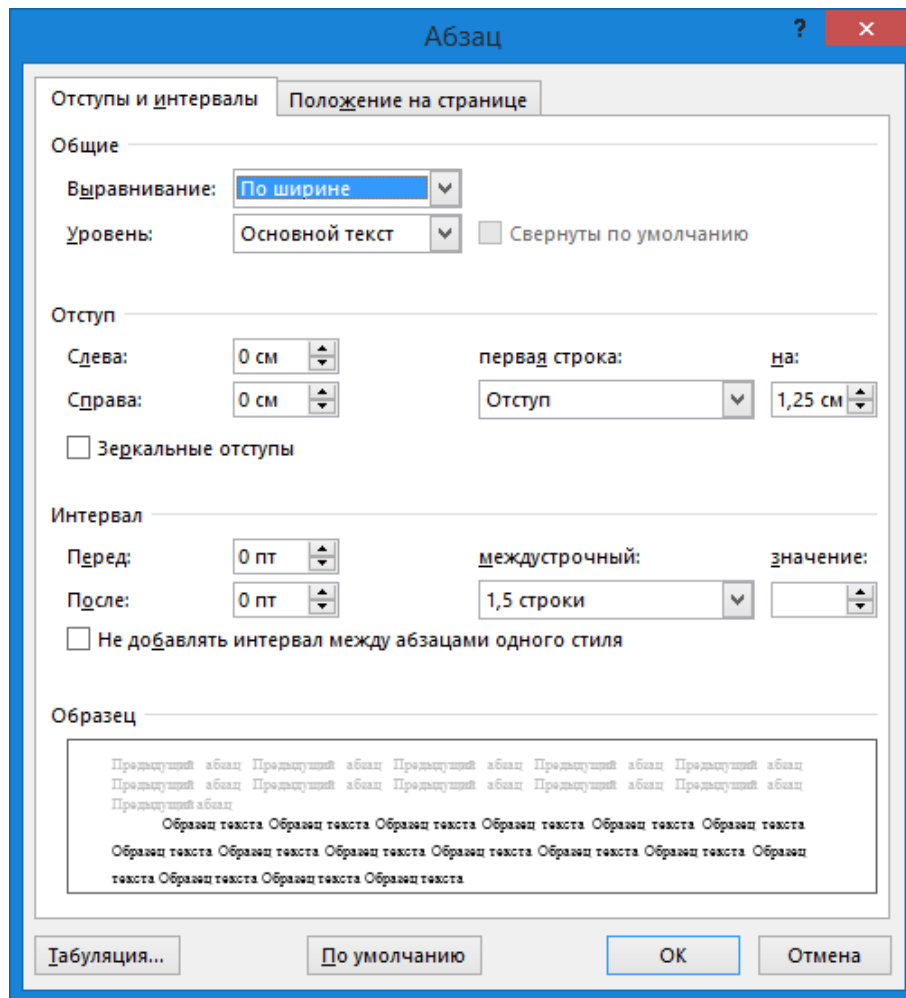 Абзац ?
Отступы и интервалы Положение на странице
Общие
Выравнивание: По ширине
Уровень: Основной текст Свернуты по умолчанию
Отступ
Слева: 0 см первая строка: на:
Справа: 0 см Отступ 1,25 см
Зеркальные отступы
Интервал
Перед: 0 пт междустрочный: значение:
После: 0 пт 1,5 строки
Не добавлять интервал между абзацами одного стиля
Образец
Предыдущий абзац Предыдущий абзац Предыдущий абзац Предыдущий абзац Предыдущий абзац
Предыдущий абзац Предыдущий абзац Предыдущий абзац Предыдущий абзац Предыдущий абзац
Предыдущий абзац
Образец текста Образец текста Образец текста Образец текста Образец текста Образец текста
Образец текста Образец текста Образец текста Образец текста Образец текста Образец текста Образец
текста Образец текста Образец текста Образец текста
Табуляция... По умолчанию ОК Отмена